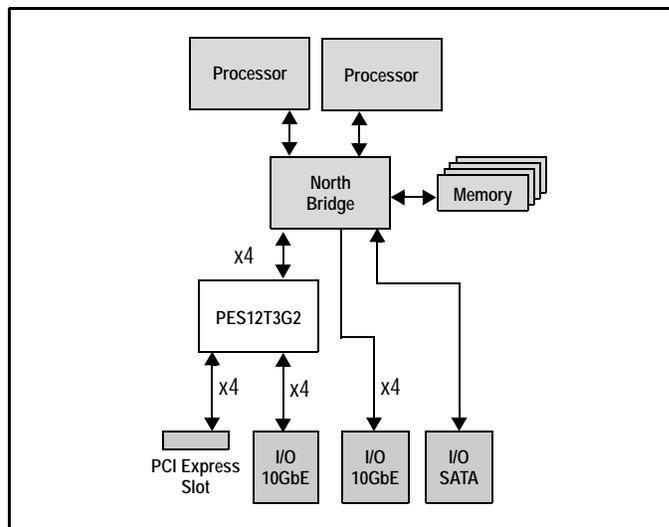 Processor
Processor
North
Bridge
Memory
x4
PES12T3G2
x4
x4
x4
PCI Express
Slot
I/O
10GbE
I/O
10GbE
I/O
SATA